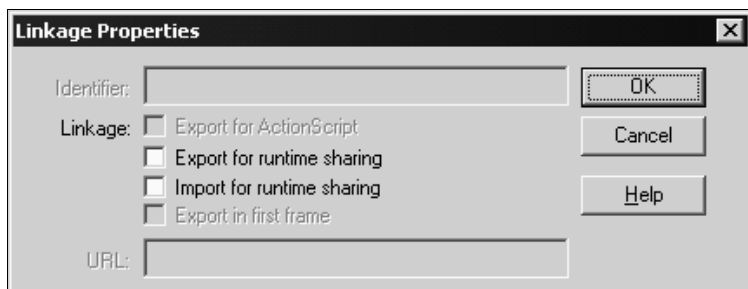 Linkage Properties
Identifier:
OK
Linkage:
Export for ActionScript
Cancel
Export for runtime sharing
Import for runtime sharing
Help
Export in first frame
URL: